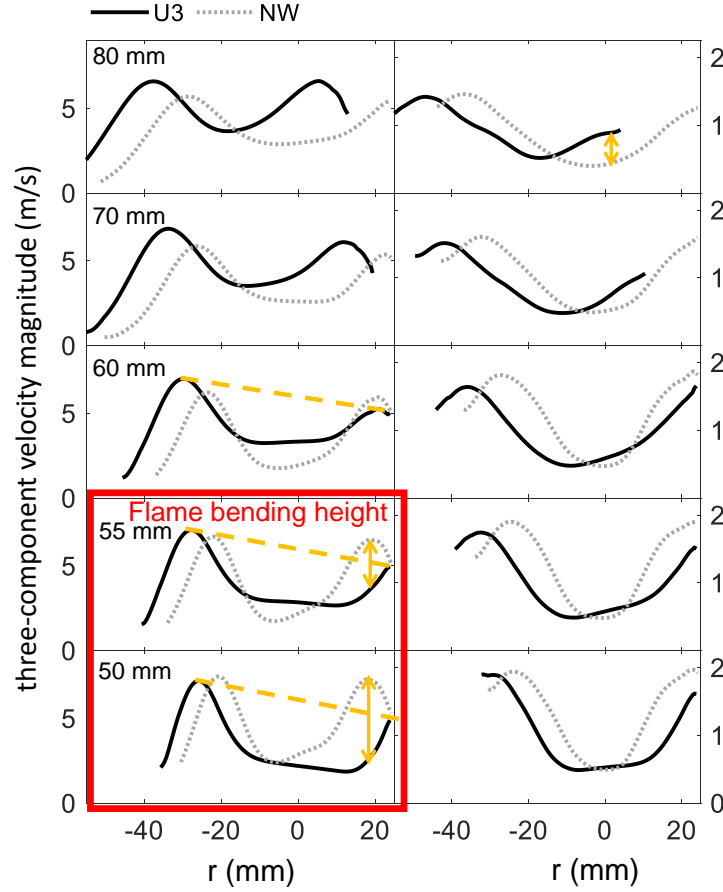 U3 NW
80 mm
5
0
2
1
70 mm
5
0
2
1
60 mm
5
0
2
1
Flame bending height
55 mm
5
0
2
1
50 mm
5
0
2
1
0
three-component velocity magnitude (m/s)
-40 -20 0 20 -40 -20 0 20
r (mm) r (mm)